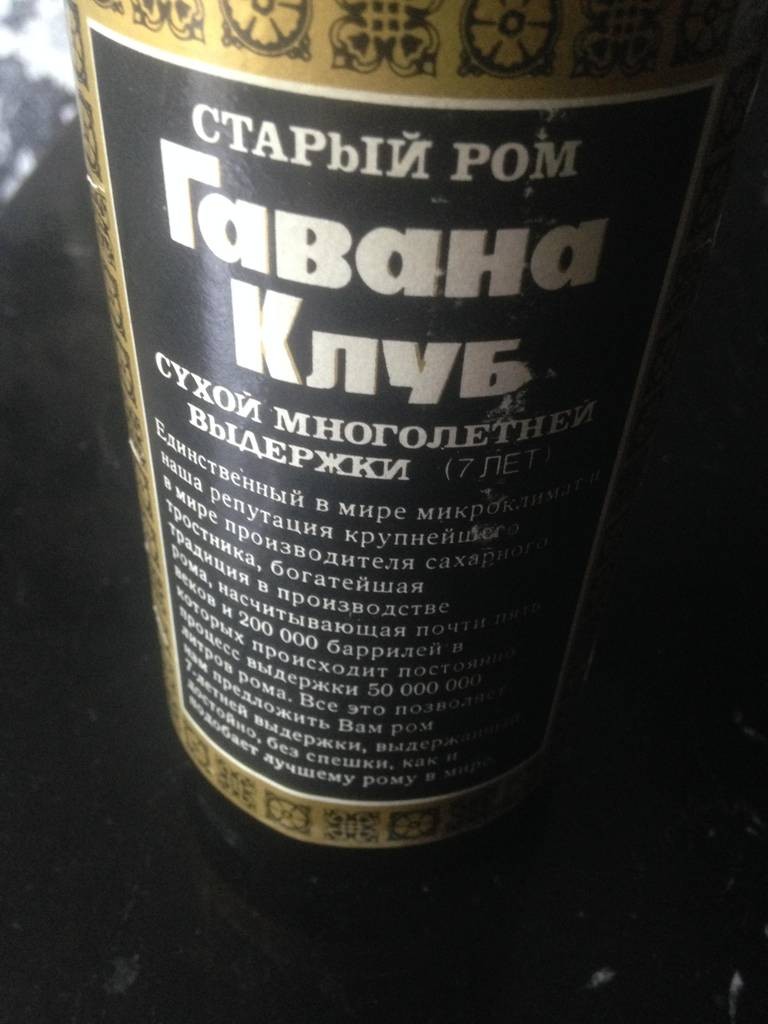 СТАРЫЙ РОМ
Гавана
Клуб
СУХОЙ МНОГОЛЕТНЕЙ
ВЫДЕРЖКИ (7 ЛЕТ)
Единственный в мире микроклимат и
наша репутация крупнейшего
в мире производителя сахарного
тростника, богатейшая
традиция в производстве
рома, насчитывающая почти пять
веков и 200 000 баррилей в
которых происходит постоянно
процесс выдержки 50 000 000
литров рома. Все это позволяет
нам предложить Вам ром
7-летней выдержки, выдержанный
достойно, без спешки, как и
подобает лучшему рому в мире.